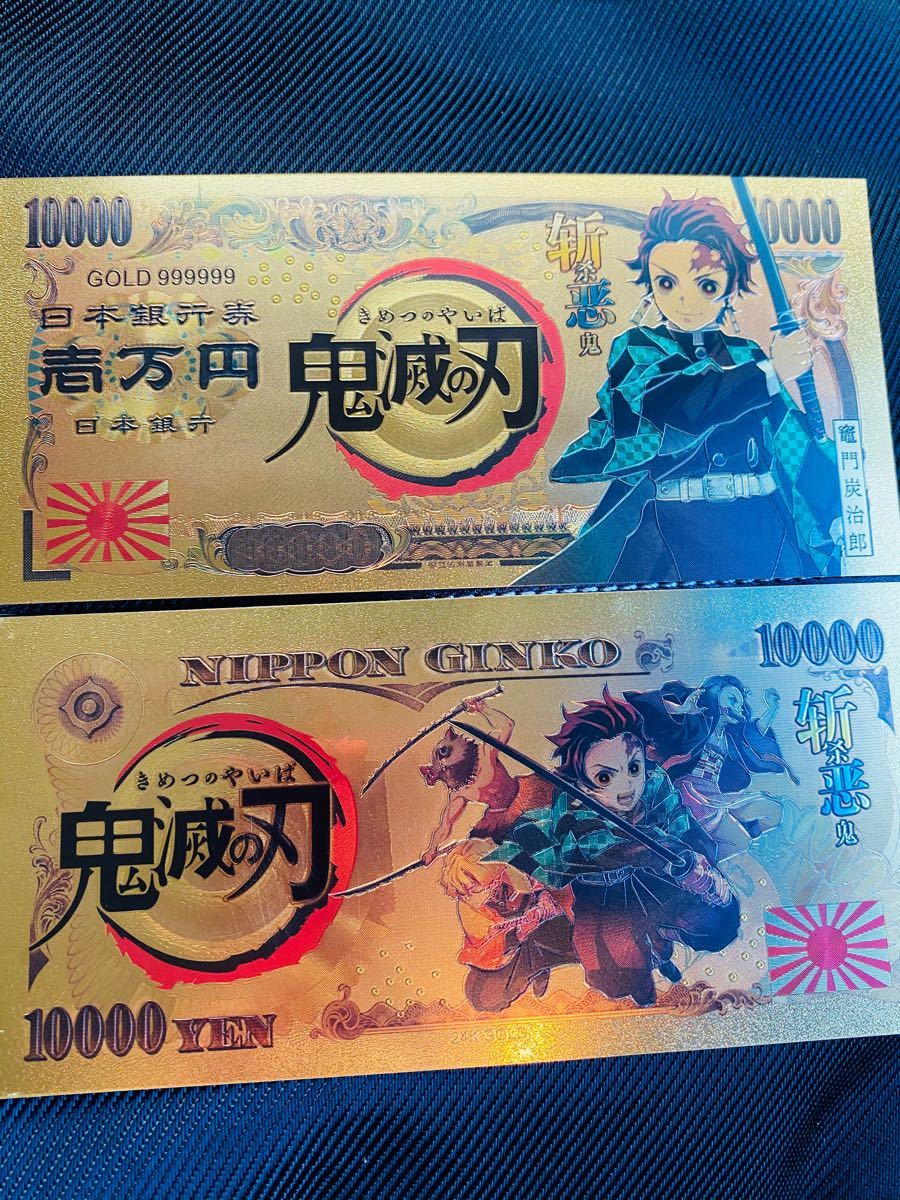 10000
0000
GOLD 999999
日本銀行券
壱万円
日本銀行
きめつのやいば
鬼滅の刃
斩杀恶鬼
竈門炭治郎
10000
NIPPON GINKO
10000
きめつのやいば
鬼滅の刃
斩杀恶鬼
10000 YEN
24K GOLD